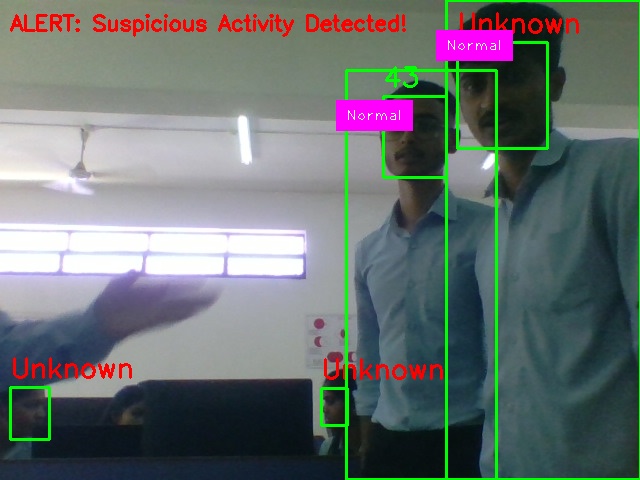 ALERT: Suspicious Activity Detected!
Unknown
Normal
43
Normal
Unknown
Unknown